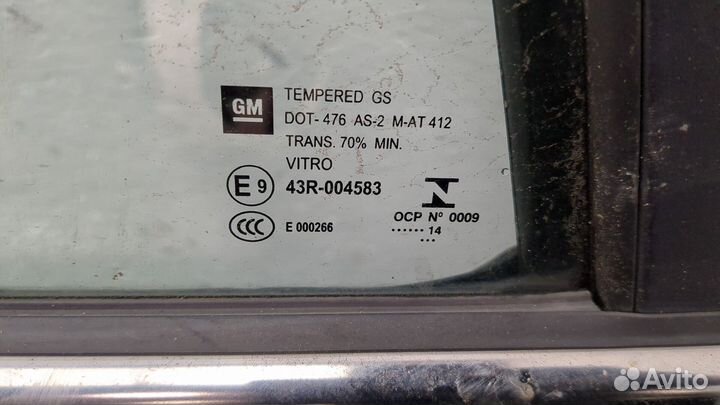 GM
TEMPERED GS
DOT- 476 AS-2 M-AT 412
TRANS. 70% MIN.
VITRO
E 9 43R-004583
CCC E 000266
N
OCP Nº 0009
...... 14
...
Avito